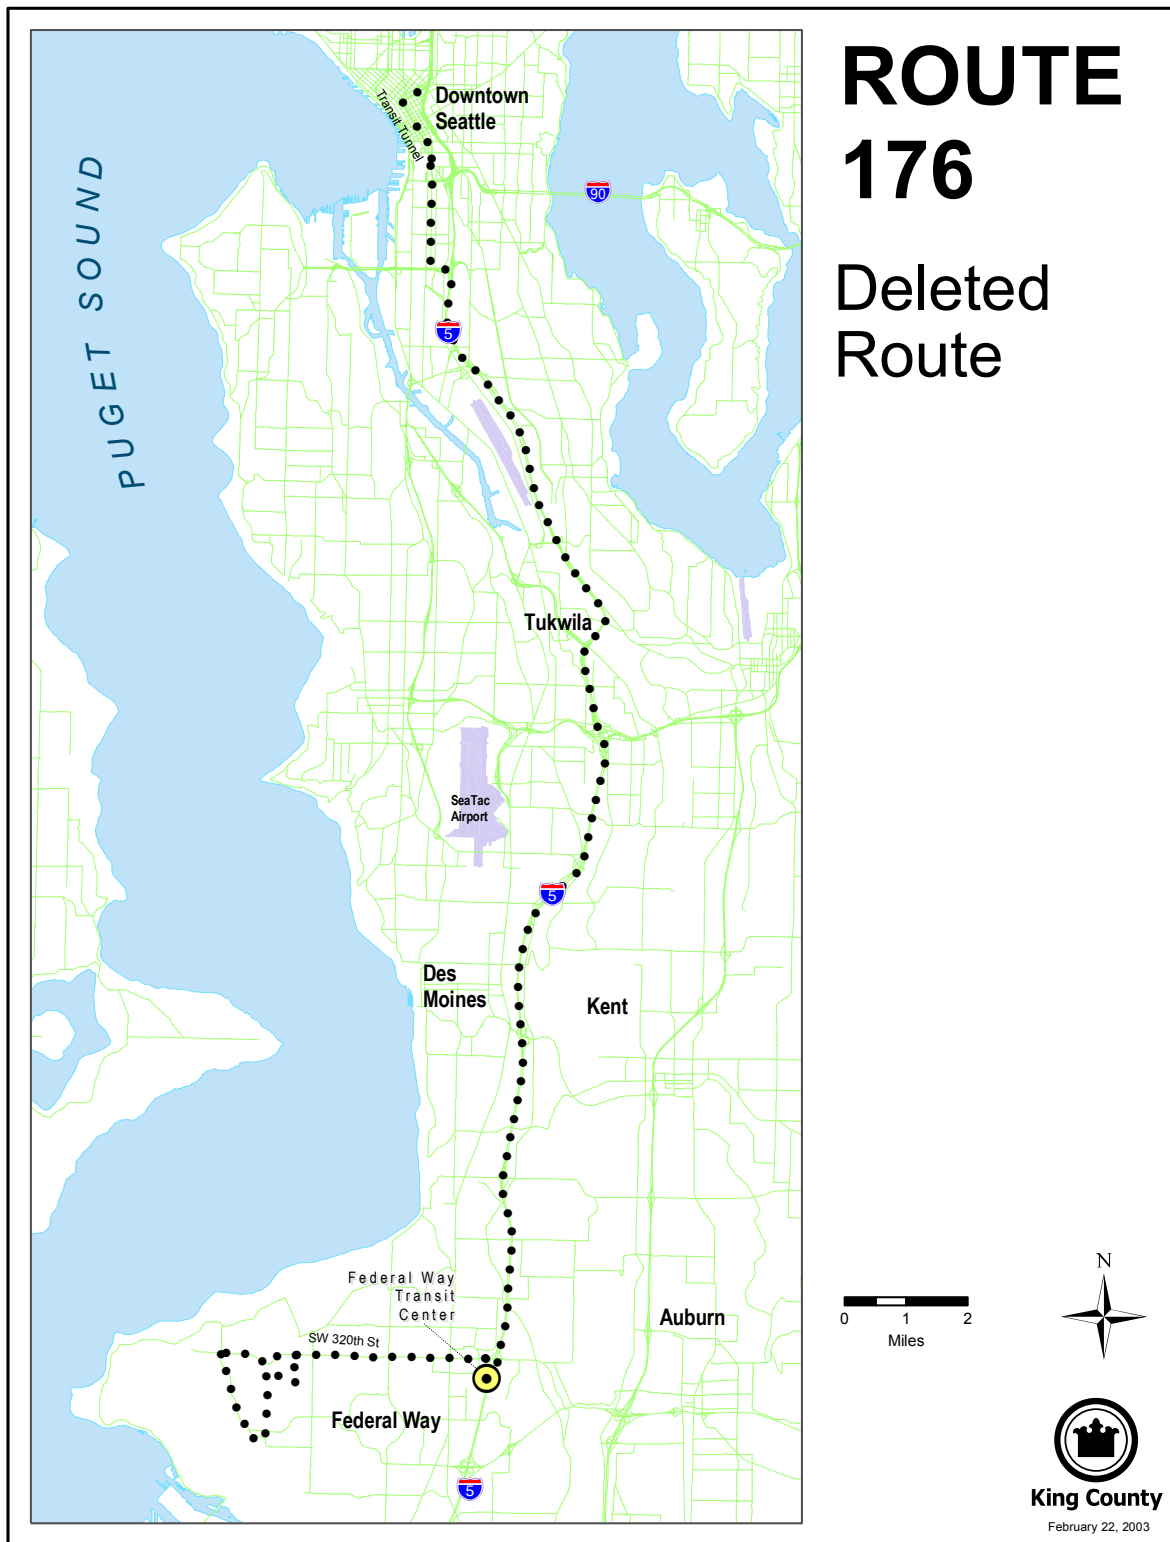 ROUTE
176
Deleted
Route
Downtown
Seattle
Transit Tunnel
90
PUGET SOUND
5
Tukwila
SeaTac
Airport
5
Des
Moines
Kent
Federal Way
Transit
Center
SW 320th St
Auburn
Federal Way
5
N
0 1 2
Miles
King County
February 22, 2003